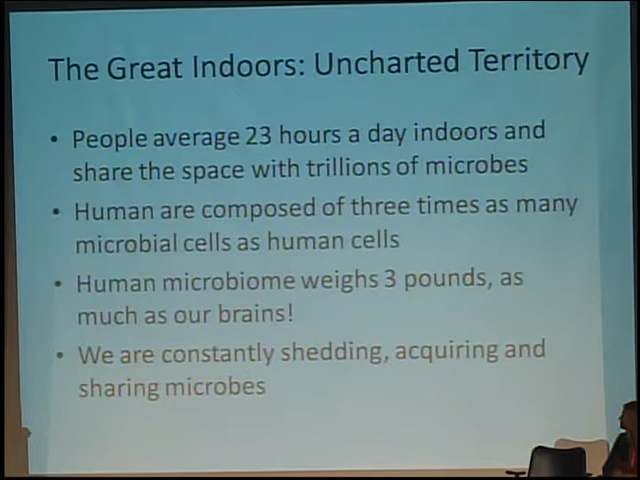 The Great Indoors: Uncharted Territory
• People average 23 hours a day indoors and
share the space with trillions of microbes
• Human are composed of three times as many
microbial cells as human cells
• Human microbiome weighs 3 pounds, as
much as our brains!
• We are constantly shedding, acquiring and
sharing microbes